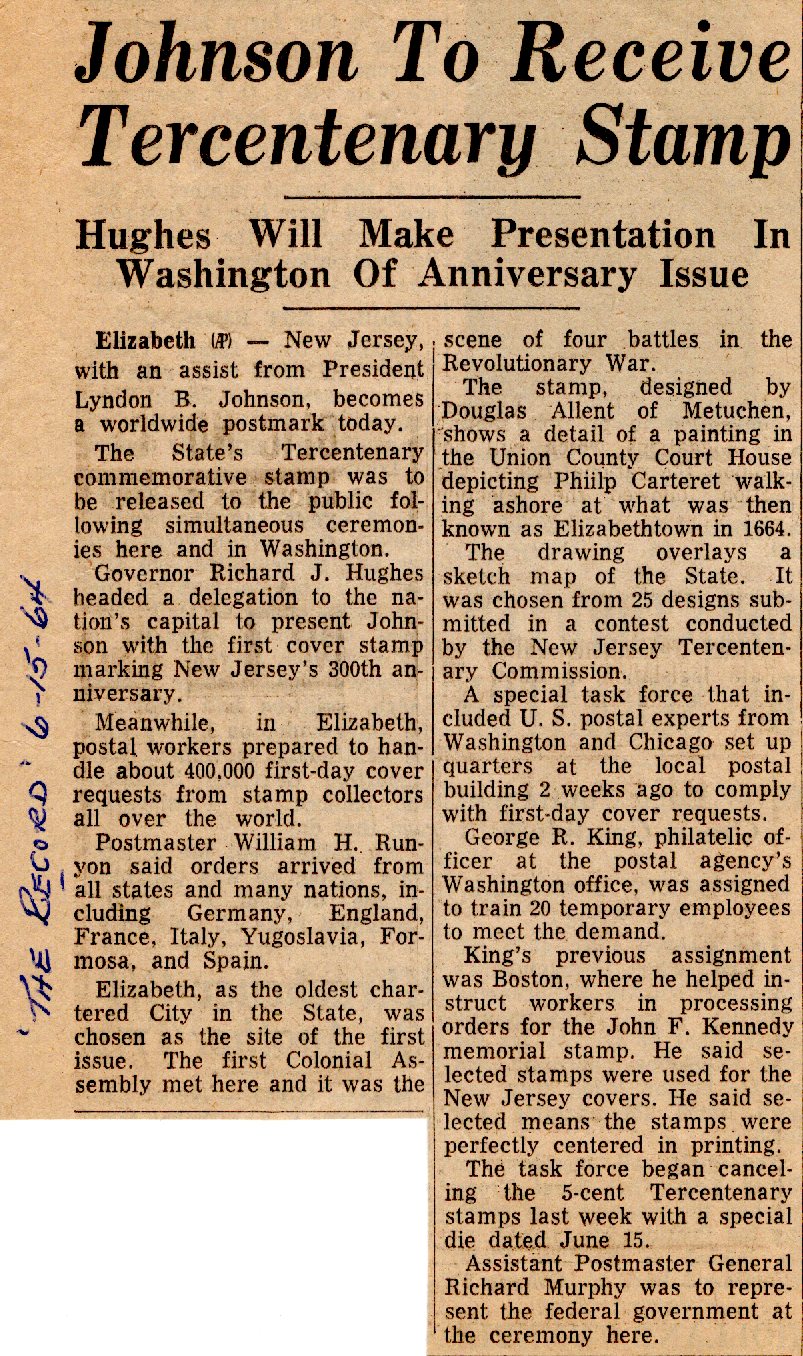 Johnson To Receive
Tercentenary Stamp
Hughes Will Make Presentation In
Washington Of Anniversary Issue
Elizabeth (AP) — New Jersey,
with an assist from President
Lyndon B. Johnson, becomes
a worldwide postmark today.
The State's Tercentenary
commemorative stamp was to
be released to the public fol-
lowing simultaneous ceremon-
ies here and in Washington.
Governor Richard J. Hughes
headed a delegation to the na-
tion's capital to present John-
son with the first cover stamp
marking New Jersey's 300th an-
niversary.
Meanwhile, in Elizabeth,
postal workers prepared to han-
dle about 400,000 first-day cover
requests from stamp collectors
all over the world.
Postmaster William H. Run-
yon said orders arrived from
all states and many nations, in-
cluding Germany, England,
France, Italy, Yugoslavia, For-
mosa, and Spain.
Elizabeth, as the oldest char-
tered City in the State, was
chosen as the site of the first
issue. The first Colonial As-
sembly met here and it was the
scene of four battles in the
Revolutionary War.
The stamp, designed by
Douglas Allent of Metuchen,
shows a detail of a painting in
the Union County Court House
depicting Phiilp Carteret walk-
ing ashore at what was then
known as Elizabethtown in 1664.
The drawing overlays a
sketch map of the State. It
was chosen from 25 designs sub-
mitted in a contest conducted
by the New Jersey Tercenten-
ary Commission.
A special task force that in-
cluded U. S. postal experts from
Washington and Chicago set up
quarters at the local postal
building 2 weeks ago to comply
with first-day cover requests.
George R. King, philatelic of-
ficer at the postal agency's
Washington office, was assigned
to train 20 temporary employees
to meet the demand.
King's previous assignment
was Boston, where he helped in-
struct workers in processing
orders for the John F. Kennedy
memorial stamp. He said se-
lected stamps were used for the
New Jersey covers. He said se-
lected means the stamps were
perfectly centered in printing.
The task force began cancel-
ing the 5-cent Tercentenary
stamps last week with a special
die dated June 15.
Assistant Postmaster General
Richard Murphy was to repre-
sent the federal government at
the ceremony here.
'THE RECORD' 6-15-64